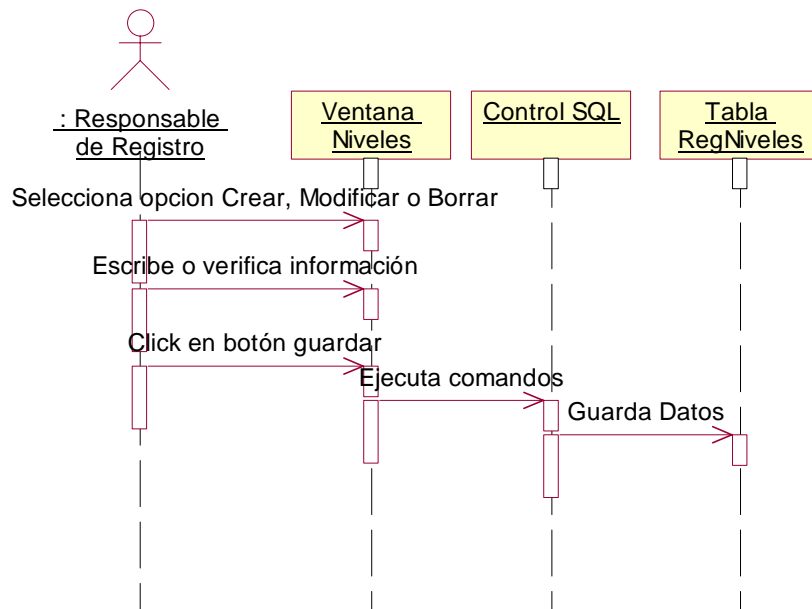 : Responsable
de Registro
Ventana
Niveles
Control SQL
Tabla
RegNiveles
Selecciona opcion Crear, Modificar o Borrar
Escribe o verifica información
Click en botón guardar
Ejecuta comandos
Guarda Datos